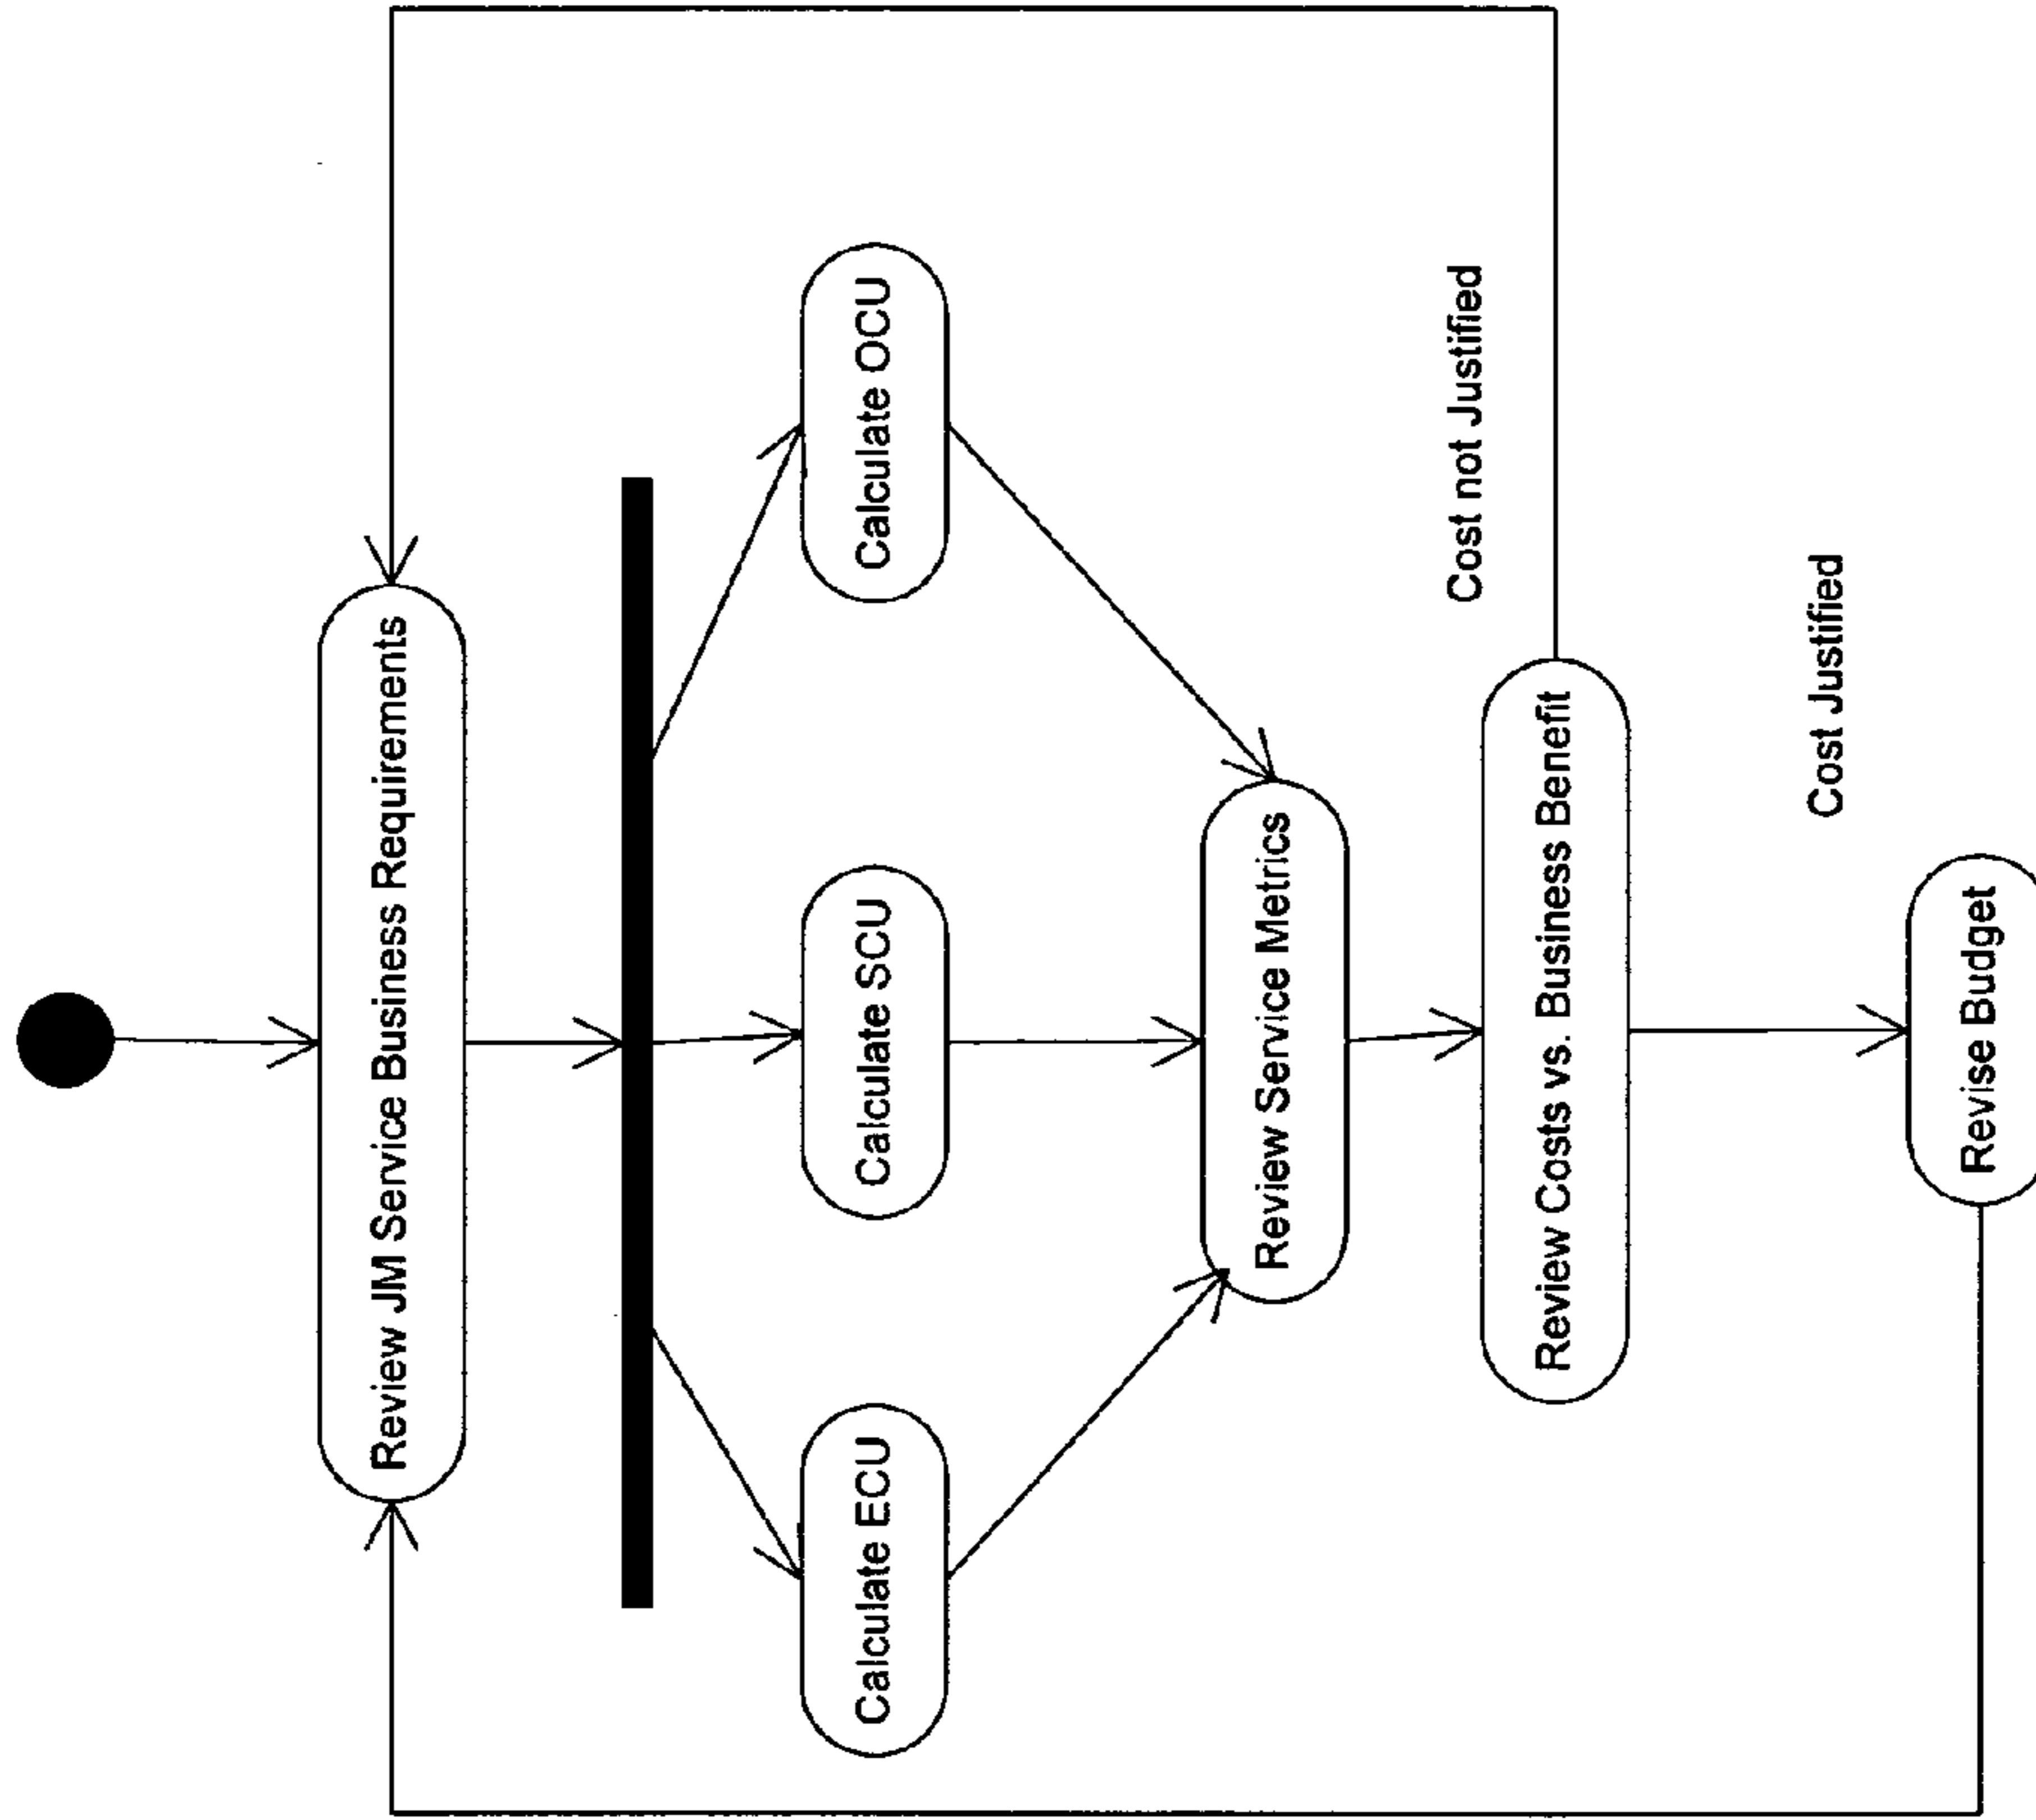 Review JM Service Business Requirements
Calculate ECU
Calculate SCU
Calculate OCU
Review Service Metrics
Cost not Justified
Review Costs vs. Business Benefit
Cost Justified
Revise Budget